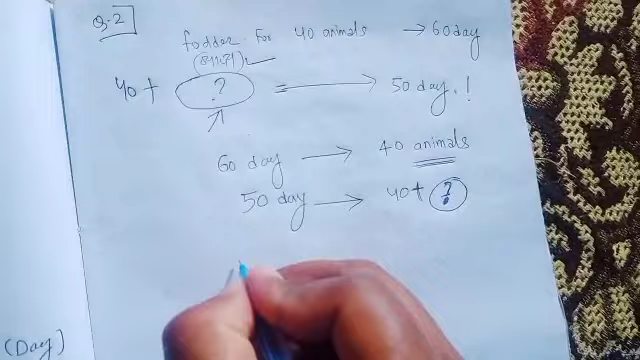 Q.2
fodder for 40 animals → 60 day
40 + ? ⟹ 50 day.!
60 day → 40 animals
50 day → 40+ ?
(Day)